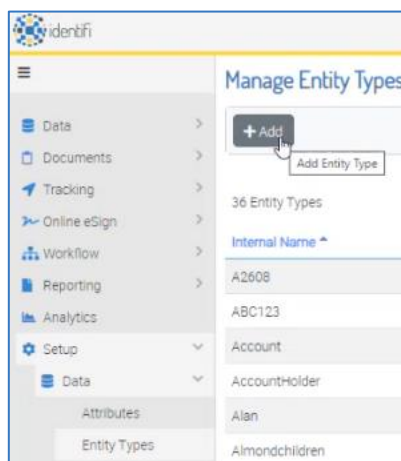 identifi
Manage Entity Types
+ Add
Add Entity Type
36 Entity Types
Internal Name
A2608
ABC123
Account
AccountHolder
Alan
Almondchildren
Data
Documents
Tracking
Online eSign
Workflow
Reporting
Analytics
Setup
Data
Attributes
Entity Types